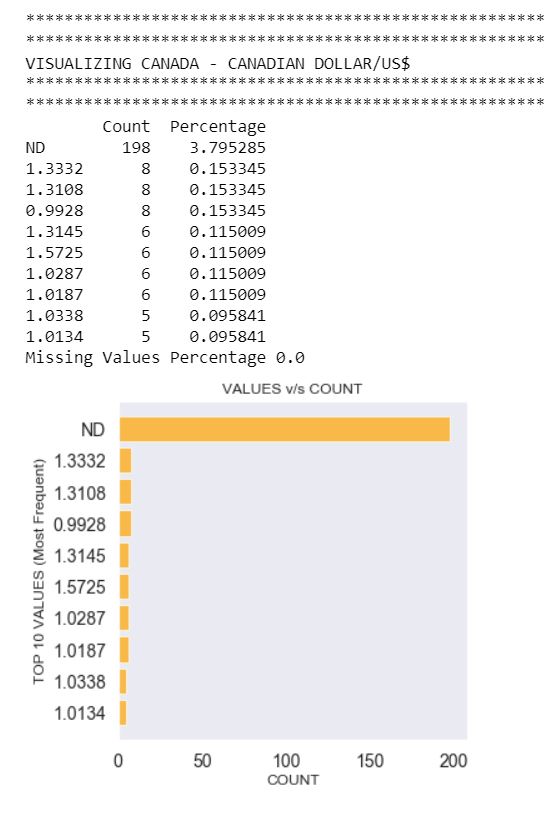 ******************************************************
******************************************************
VISUALIZING CANADA - CANADIAN DOLLAR/US$
******************************************************
******************************************************
Count Percentage
ND 198 3.795285
1.3332 8 0.153345
1.3108 8 0.153345
0.9928 8 0.153345
1.3145 6 0.115009
1.5725 6 0.115009
1.0287 6 0.115009
1.0187 6 0.115009
1.0338 5 0.095841
1.0134 5 0.095841
Missing Values Percentage 0.0
VALUES v/s COUNT
TOP 10 VALUES (Most Frequent)
ND
1.3332
1.3108
0.9928
1.3145
1.5725
1.0287
1.0187
1.0338
1.0134
0 50 100 150 200
COUNT